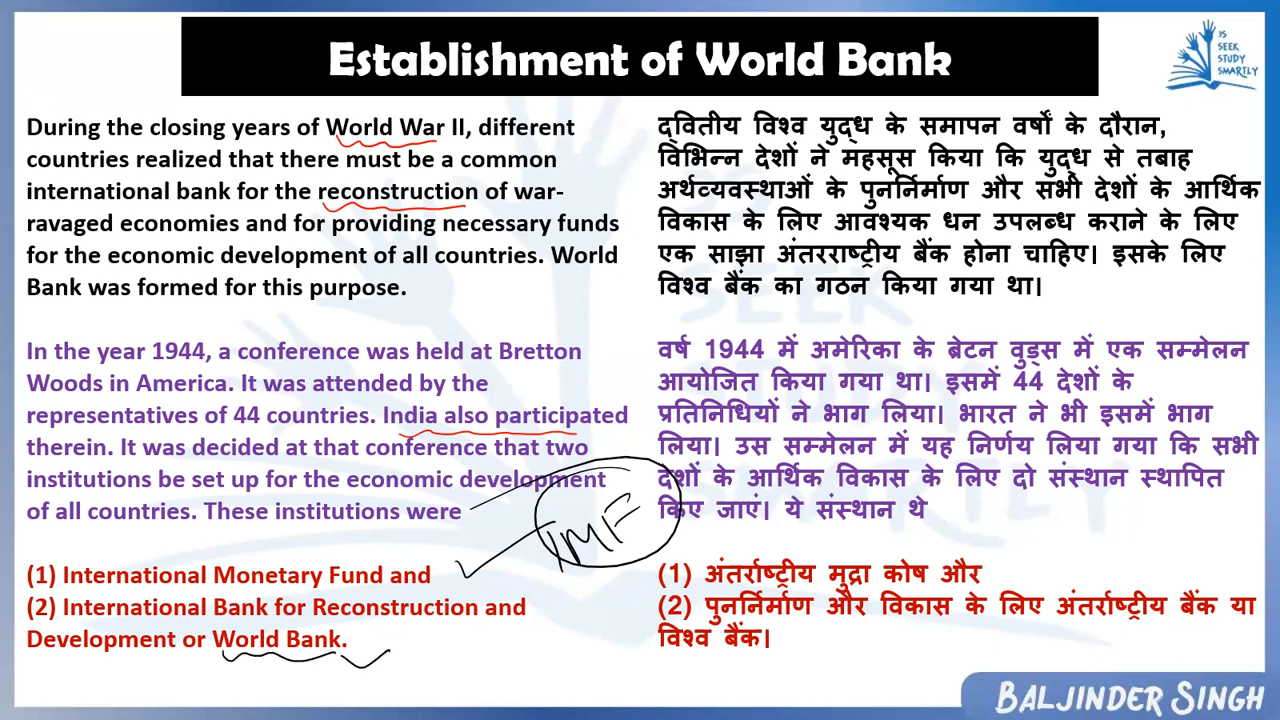 Establishment of World Bank
3S
SEEK
STUDY
SMARTLY
During the closing years of World War II, different
countries realized that there must be a common
international bank for the reconstruction of war-
ravaged economies and for providing necessary funds
for the economic development of all countries. World
Bank was formed for this purpose.
In the year 1944, a conference was held at Bretton
Woods in America. It was attended by the
representatives of 44 countries. India also participated
therein. It was decided at that conference that two
institutions be set up for the economic development
of all countries. These institutions were
IMF
(1) International Monetary Fund and
(2) International Bank for Reconstruction and
Development or World Bank.
द्वितीय विश्व युद्ध के समापन वर्षों के दौरान,
विभिन्न देशों ने महसूस किया कि युद्ध से तबाह
अर्थव्यवस्थाओं के पुनर्निर्माण और सभी देशों के आर्थिक
विकास के लिए आवश्यक धन उपलब्ध कराने के लिए
एक साझा अंतरराष्ट्रीय बैंक होना चाहिए। इसके लिए
विश्व बैंक का गठन किया गया था।
वर्ष 1944 में अमेरिका के ब्रेटन वुड्स में एक सम्मेलन
आयोजित किया गया था। इसमें 44 देशों के
प्रतिनिधियों ने भाग लिया। भारत ने भी इसमें भाग
लिया। उस सम्मेलन में यह निर्णय लिया गया कि सभी
देशों के आर्थिक विकास के लिए दो संस्थान स्थापित
किए जाएं। ये संस्थान थे
(1) अंतर्राष्ट्रीय मुद्रा कोष और
(2) पुनर्निर्माण और विकास के लिए अंतर्राष्ट्रीय बैंक या
विश्व बैंक।
3S
SEEK
STUDY
SMARTLY
BALJINDER SINGH